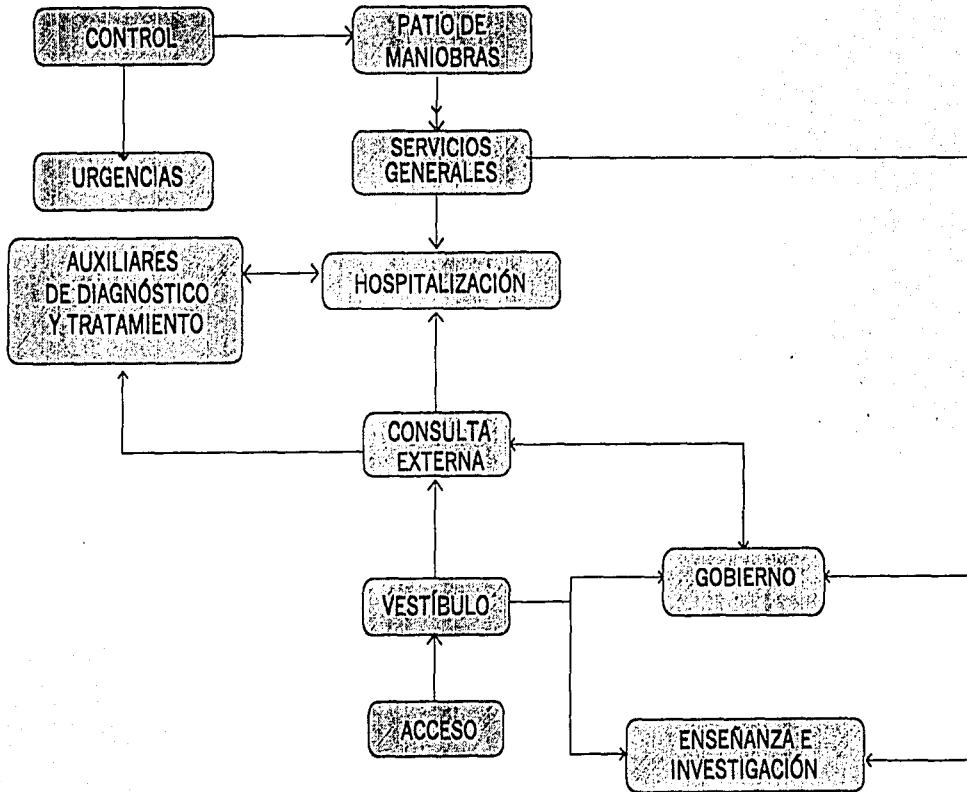 CONTROL
PATIO DE
MANIOBRAS
URGENCIAS
SERVICIOS
GENERALES
AUXILIARES
DE DIAGNÓSTICO
Y TRATAMIENTO
HOSPITALIZACIÓN
CONSULTA
EXTERNA
VESTÍBULO
GOBIERNO
ACCESO
ENSEÑANZA E
INVESTIGACIÓN